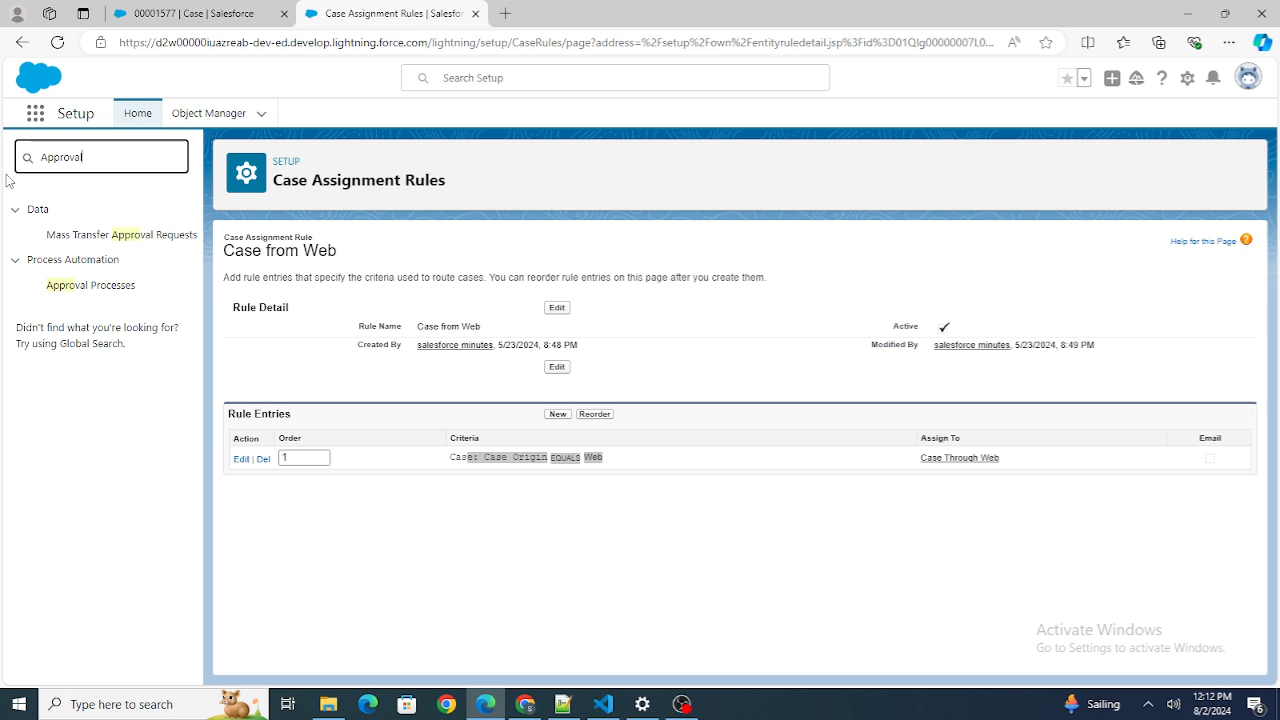 00001577 | Case | Salesforce
Case Assignment Rules | Salesfor
https://d2w00000iuazreab-dev-ed.develop.lightning.force.com/lightning/setup/CaseRules/page?address=%2Fsetup%2Fown%2Fentityruledetail.jsp%3Fid%3D01Qlg00000007L0...
Search Setup
Setup
Home
Object Manager
Approval
Data
Mass Transfer Approval Requests
Process Automation
Approval Processes
Didn't find what you're looking for?
Try using Global Search.
SETUP
Case Assignment Rules
Case Assignment Rule
Case from Web
Help for this Page
Add rule entries that specify the criteria used to route cases. You can reorder rule entries on this page after you create them.
Rule Detail
Edit
Rule Name Case from Web Active
Created By salesforce minutes, 5/23/2024, 8:48 PM Modified By salesforce minutes, 5/23/2024, 8:49 PM
Edit
Rule Entries New Reorder
Action Order Criteria Assign To Email
Edit | Del 1 Case: Case Origin EQUALS Web Case Through Web
Activate Windows
Go to Settings to activate Windows.
Type here to search
Sailing
12:12 PM
8/2/2024
6